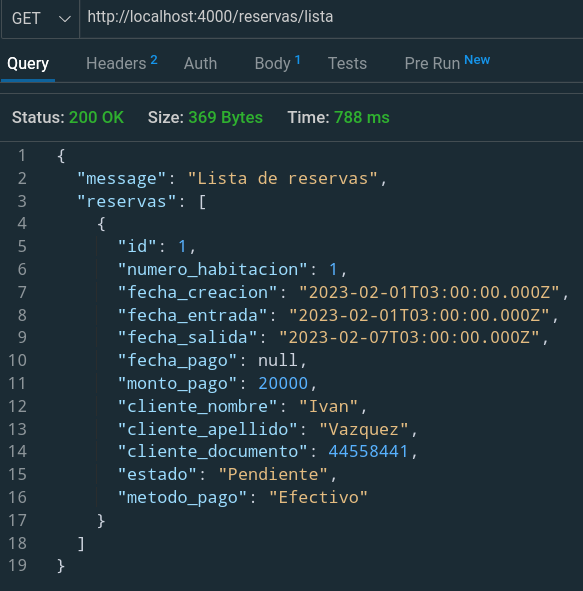 GET http://localhost:4000/reservas/lista
Query Headers 2 Auth Body 1 Tests Pre Run New
Status: 200 OK Size: 369 Bytes Time: 788 ms
1 {
2 "message": "Lista de reservas",
3 "reservas": [
4 {
5 "id": 1,
6 "numero_habitacion": 1,
7 "fecha_creacion": "2023-02-01T03:00:00.000Z",
8 "fecha_entrada": "2023-02-01T03:00:00.000Z",
9 "fecha_salida": "2023-02-07T03:00:00.000Z",
10 "fecha_pago": null,
11 "monto_pago": 20000,
12 "cliente_nombre": "Ivan",
13 "cliente_apellido": "Vazquez",
14 "cliente_documento": 44558441,
15 "estado": "Pendiente",
16 "metodo_pago": "Efectivo"
17 }
18 ]
19 }